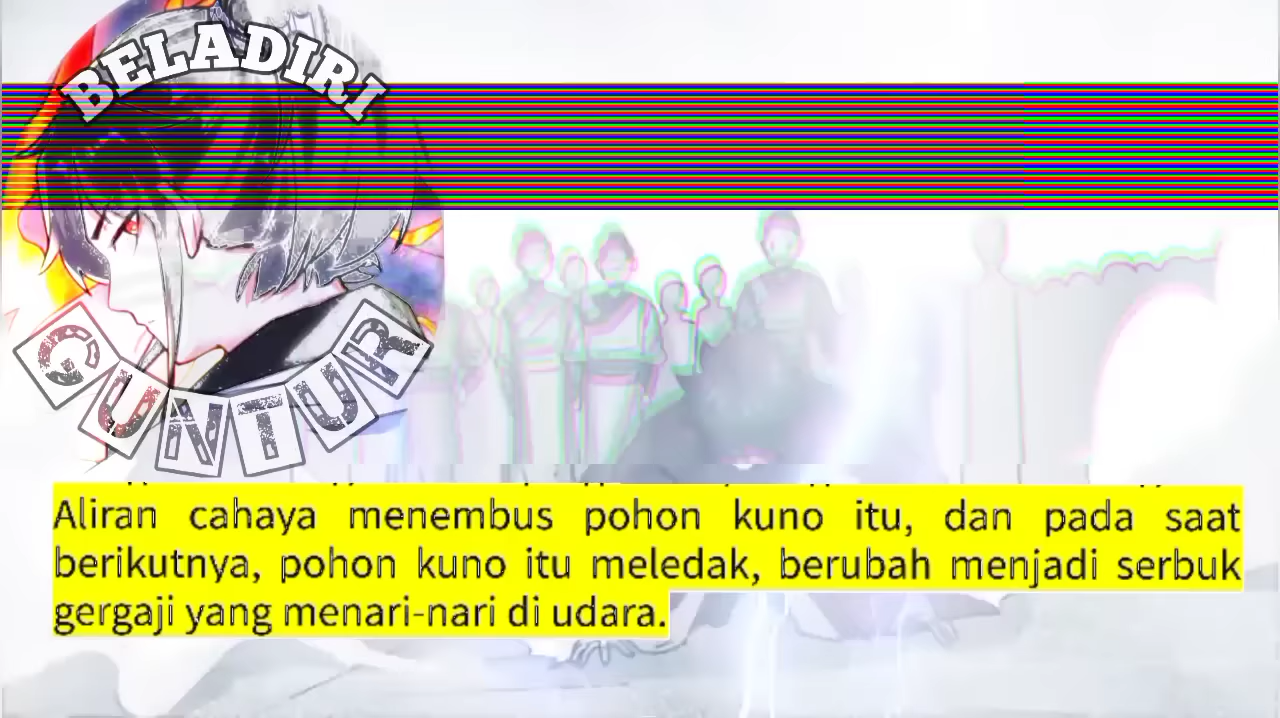 BELADIRI
GUNTUR
Aliran cahaya menembus pohon kuno itu, dan pada saat
berikutnya, pohon kuno itu meledak, berubah menjadi serbuk
gergaji yang menari-nari di udara.